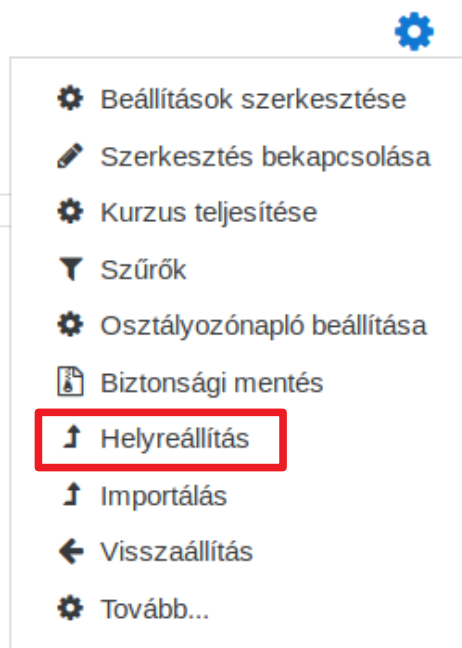 Beállítások szerkesztése
Szerkesztés bekapcsolása
Kurzus teljesítése
Szűrők
Osztályozónapló beállítása
Biztonsági mentés
Helyreállítás
Importálás
Visszaállítás
Tovább...